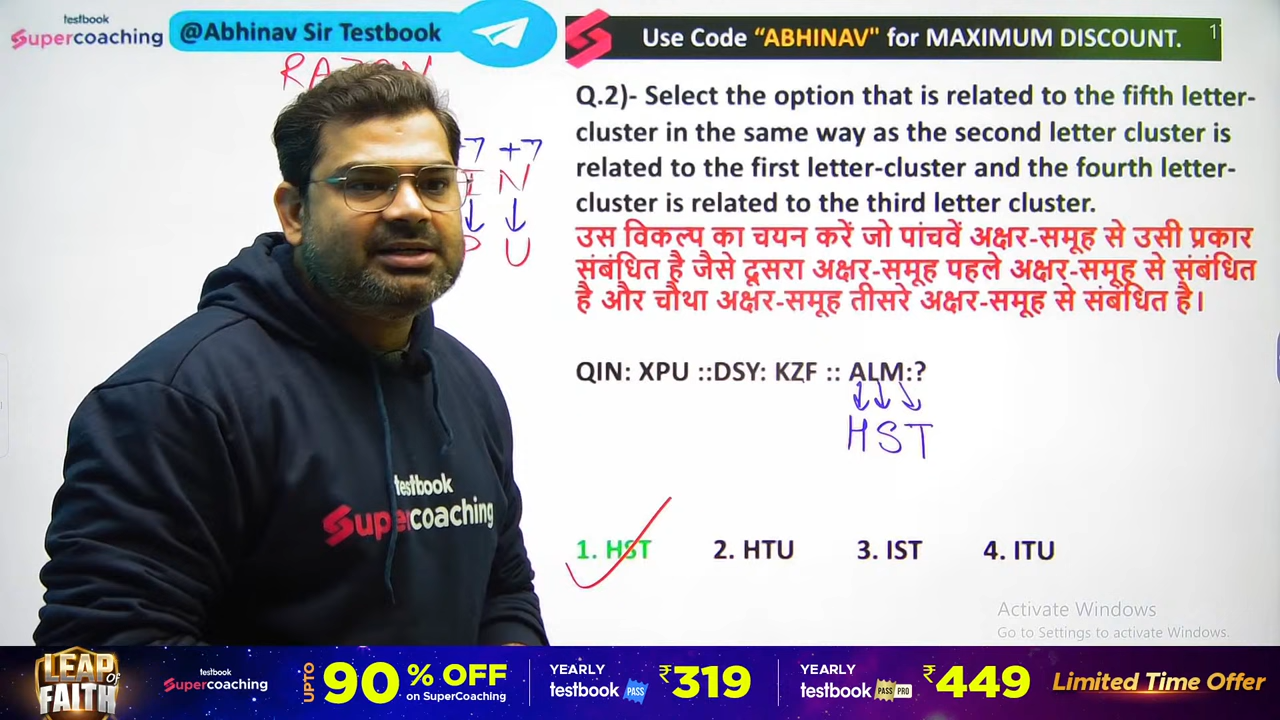 testbook
Supercoaching
@Abhinav Sir Testbook
Use Code “ABHINAV" for MAXIMUM DISCOUNT.
Q.2)- Select the option that is related to the fifth letter-
cluster in the same way as the second letter cluster is
related to the first letter-cluster and the fourth letter-
cluster is related to the third letter cluster.
उस विकल्प का चयन करें जो पांचवें अक्षर-समूह से उसी प्रकार
संबंधित है जैसे दूसरा अक्षर-समूह पहले अक्षर-समूह से संबंधित
है और चौथा अक्षर-समूह तीसरे अक्षर-समूह से संबंधित है।
+7
N
U
QIN: XPU ::DSY: KZF :: ALM:?
HST
1. HST 2. HTU 3. IST 4. ITU
testbook
Supercoaching
Activate Windows
Go to Settings to activate Windows.
LEAP OF FAITH
testbook
Supercoaching
UPTO 90% OFF
on SuperCoaching
YEARLY
testbook PASS
₹319
YEARLY
testbook PASS PRO
₹449
Limited Time Offer